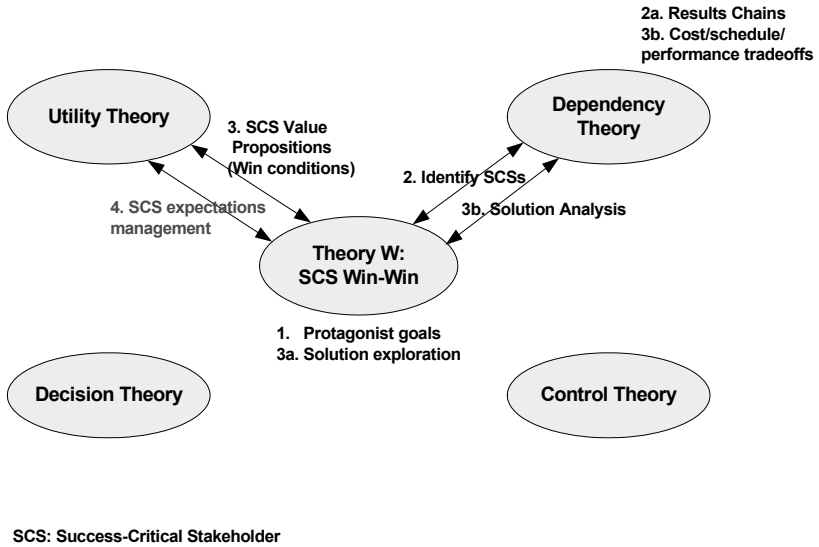 2a. Results Chains
3b. Cost/schedule/
performance tradeoffs
Utility Theory
Dependency
Theory
3. SCS Value
Propositions
(Win conditions)
2. Identify SCSs
4. SCS expectations
management
3b. Solution Analysis
Theory W:
SCS Win-Win
1. Protagonist goals
3a. Solution exploration
Decision Theory
Control Theory
SCS: Success-Critical Stakeholder